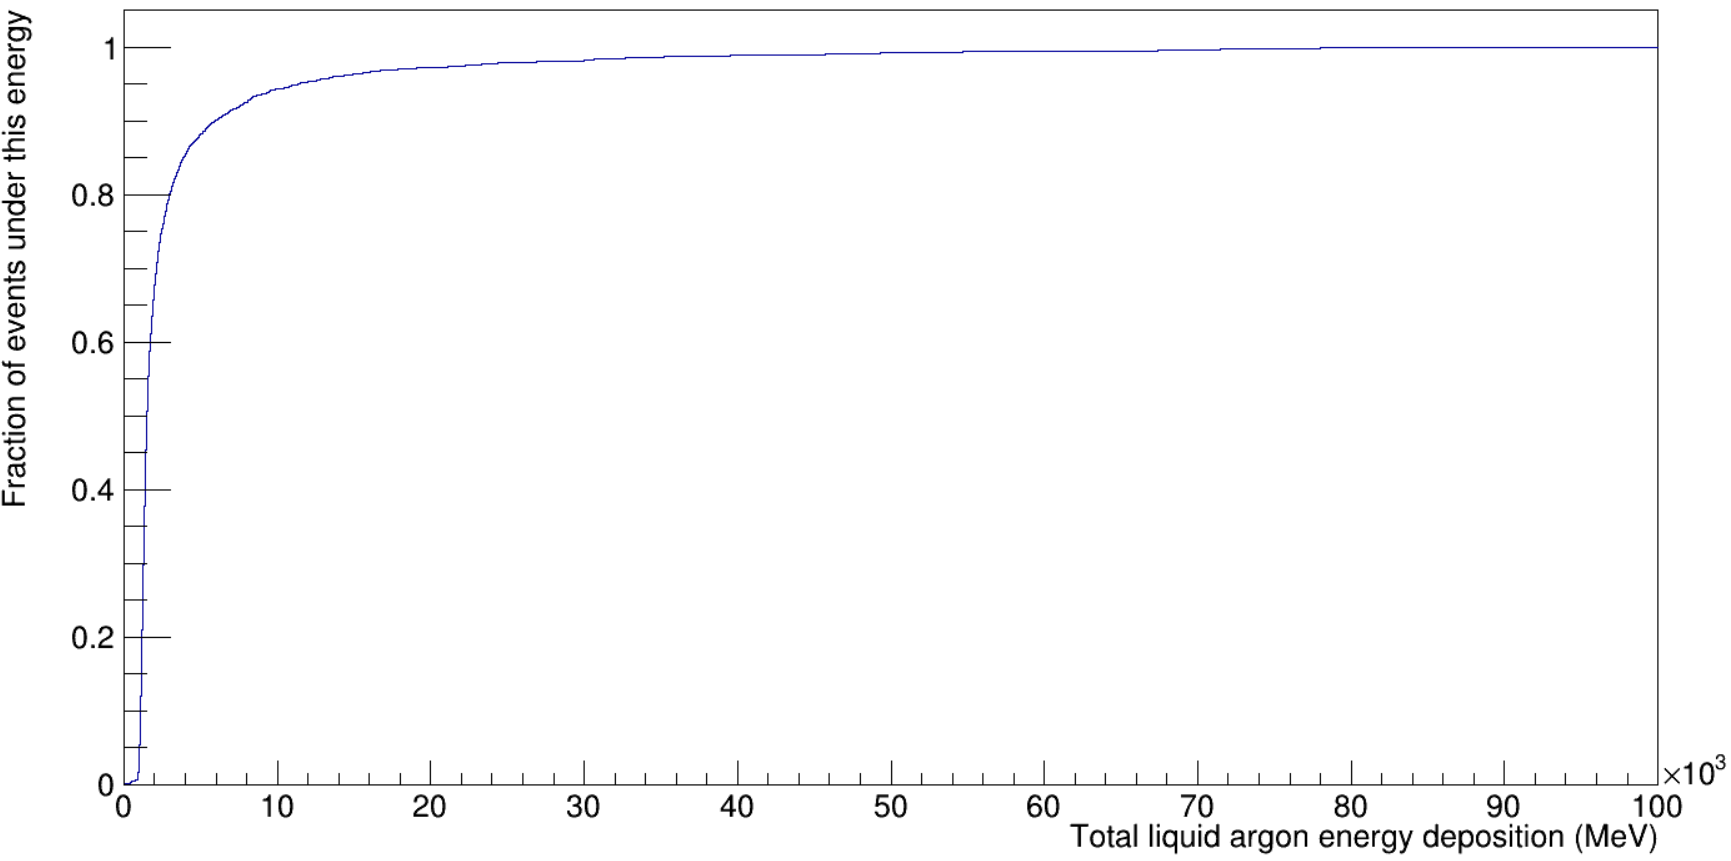 Fraction of events under this energy
1
0.8
0.6
0.4
0.2
0
0 10 20 30 40 50 60 70 80 90 100
×10³
Total liquid argon energy deposition (MeV)